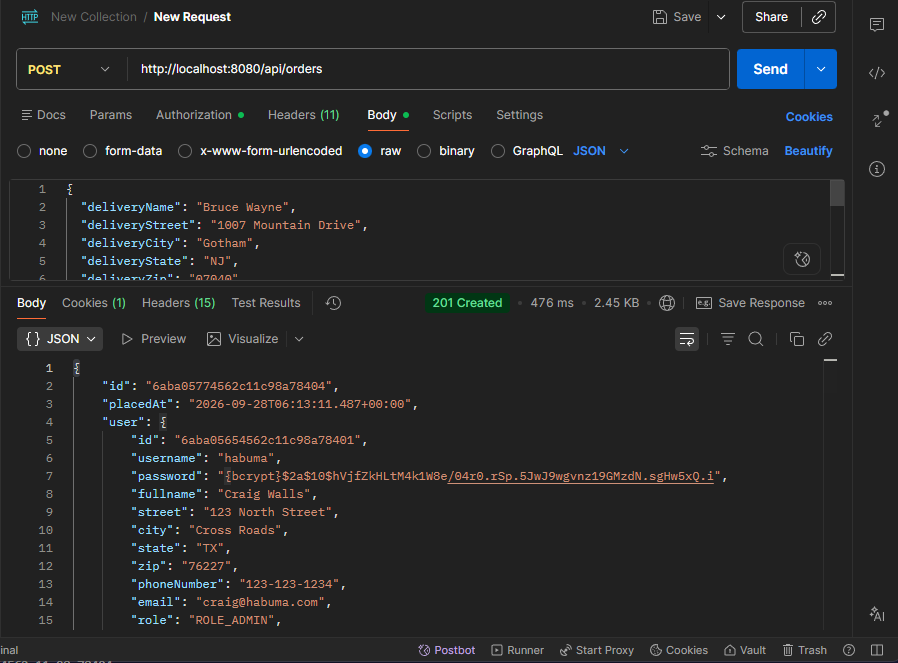 HTTP New Collection / New Request Save Share
POST http://localhost:8080/api/orders Send
Docs Params Authorization Headers (11) Body Scripts Settings Cookies
none form-data x-www-form-urlencoded raw binary GraphQL JSON Schema Beautify
1 {
2 "deliveryName": "Bruce Wayne",
3 "deliveryStreet": "1007 Mountain Drive",
4 "deliveryCity": "Gotham",
5 "deliveryState": "NJ",
6 "deliveryZip": "07040"
Body Cookies (1) Headers (15) Test Results 201 Created 476 ms 2.45 KB e.g. Save Response
{} JSON Preview Visualize
1 {
2 "id": "6aba05774562c11c98a78404",
3 "placedAt": "2026-09-28T06:13:11.487+00:00",
4 "user": {
5 "id": "6aba05654562c11c98a78401",
6 "username": "habuma",
7 "password": "{bcrypt}$2a$10$hVjfZkHLtM4k1W8e/04r0.rSp.5JwJ9wgvnz19GMzdN.sgHw5xQ.i",
8 "fullname": "Craig Walls",
9 "street": "123 North Street",
10 "city": "Cross Roads",
11 "state": "TX",
12 "zip": "76227",
13 "phoneNumber": "123-123-1234",
14 "email": "craig@habuma.com",
15 "role": "ROLE_ADMIN",
AI
inal Postbot Runner Start Proxy Cookies Vault Trash